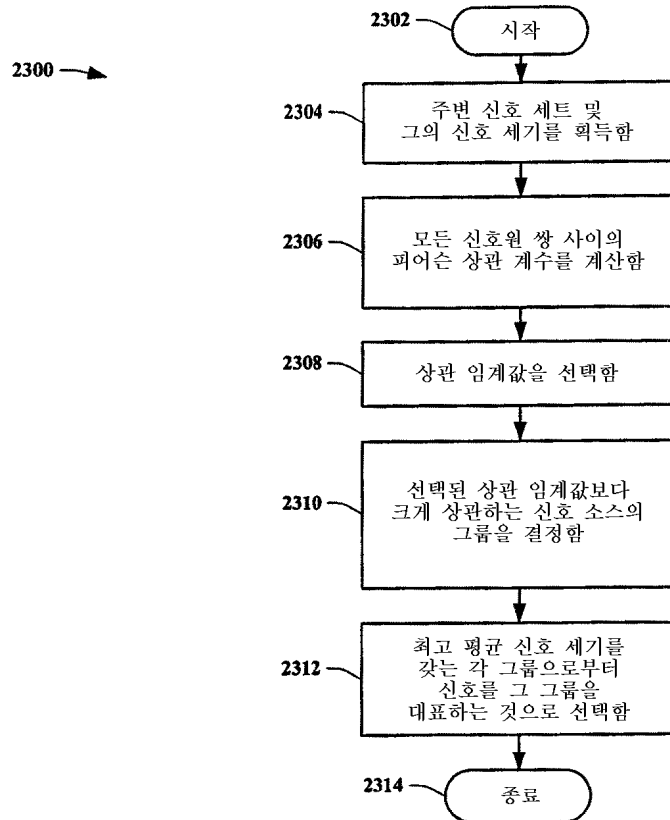 2300
2302
시작
2304
주변 신호 세트 및
그의 신호 세기를 획득함
2306
모든 신호원 쌍 사이의
피어슨 상관 계수를 계산함
2308
상관 임계값을 선택함
2310
선택된 상관 임계값보다
크게 상관하는 신호 소스의
그룹을 결정함
2312
최고 평균 신호 세기를
갖는 각 그룹으로부터
신호를 그 그룹을
대표하는 것으로 선택함
2314
종료